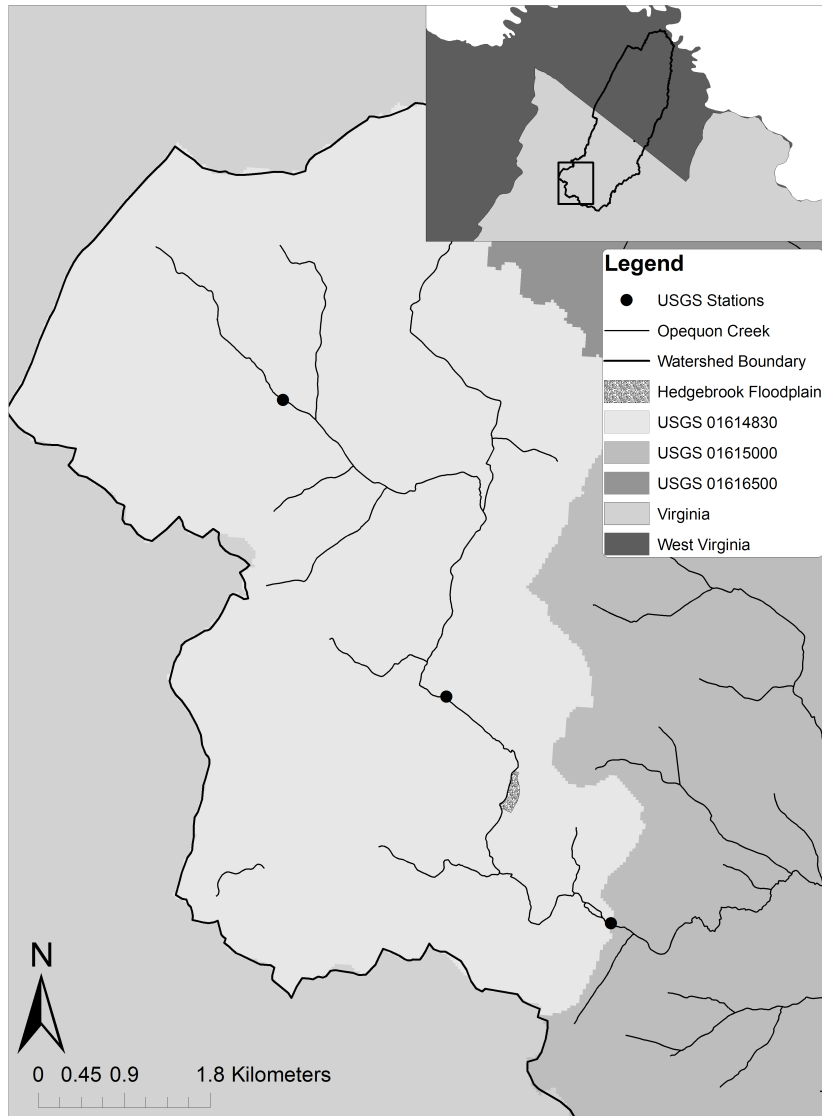 Legend
USGS Stations
Opequon Creek
Watershed Boundary
Hedgebrook Floodplain
USGS 01614830
USGS 01615000
USGS 01616500
Virginia
West Virginia
N
0 0.45 0.9 1.8 Kilometers